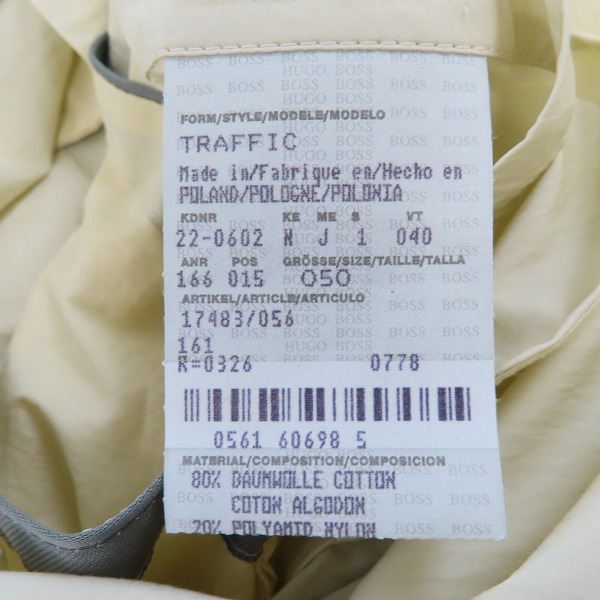 FORM/STYLE/MODELE/MODELO
TRAFFIC
Made in/Fabrique en/Hecho en
POLAND/POLOGNE/POLONIA
KDNR KE ME S VT
22-0602 N J 1 040
ANR POS GRÖSSE/SIZE/TAILLE/TALLA
166 015 050
ARTIKEL/ARTICLE/ARTICULO
17483/056
161
R=0326 0778
0561 60698 5
MATERIAL/COMPOSITION/COMPOSICION
80% BAUMWOLLE COTTON
COTON ALGODON
20% POLYAMID NYLON